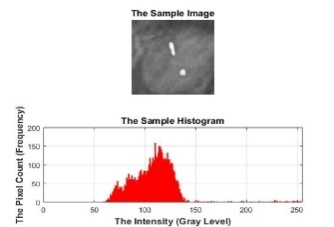 The Sample Image
The Sample Histogram
The Pixel Count (Frequency)
200
150
100
50
0
0 50 100 150 200 250
The Intensity (Gray Level)